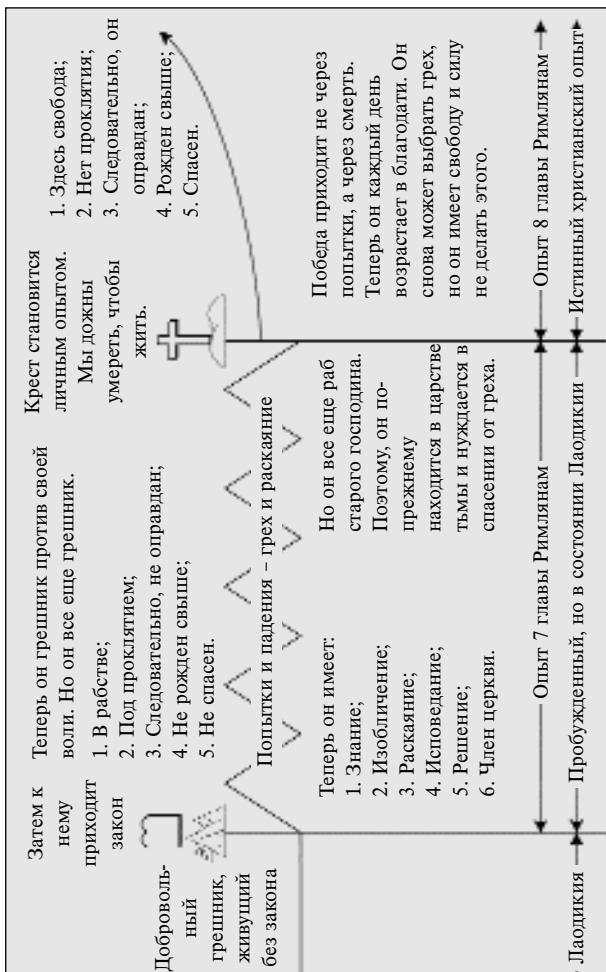 Добровол-
ный
грешник,
живущий
без закона
Затем к
нему
приходит
закон
Теперь он грешник против своей
воли. Но он все еще грешник.
1. В рабстве;
2. Под проклятием;
3. Следовательно, не оправдан;
4. Не рожден свыше;
5. Не спасен.
Попытки и падения – грех и раскаяние
Теперь он имеет:
1. Знание;
2. Изобличение;
3. Раскаяние;
4. Исповедание;
5. Решение;
6. Член церкви.
Но он все еще раб
старого господина.
Поэтому, он по-
прежнему
находится в царстве
тьмы и нуждается в
спасении от греха.
Крест становится
личным опытом.
Мы дожны
умереть, чтобы
жить.
1. Здесь свобода;
2. Нет проклятия;
3. Следовательно, он
оправдан;
4. Рожден свыше;
5. Спасен.
Победа приходит не через
попытки, а через смерть.
Теперь он каждый день
возрастает в благодати. Он
снова может выбрать грех,
но он имеет свободу и силу
не делать этого.
Опыт 7 главы Римлянам
Опыт 8 главы Римлянам
Лаодикия
Пробужденный, но в состоянии Лаодикии
Истинный христианский опыт